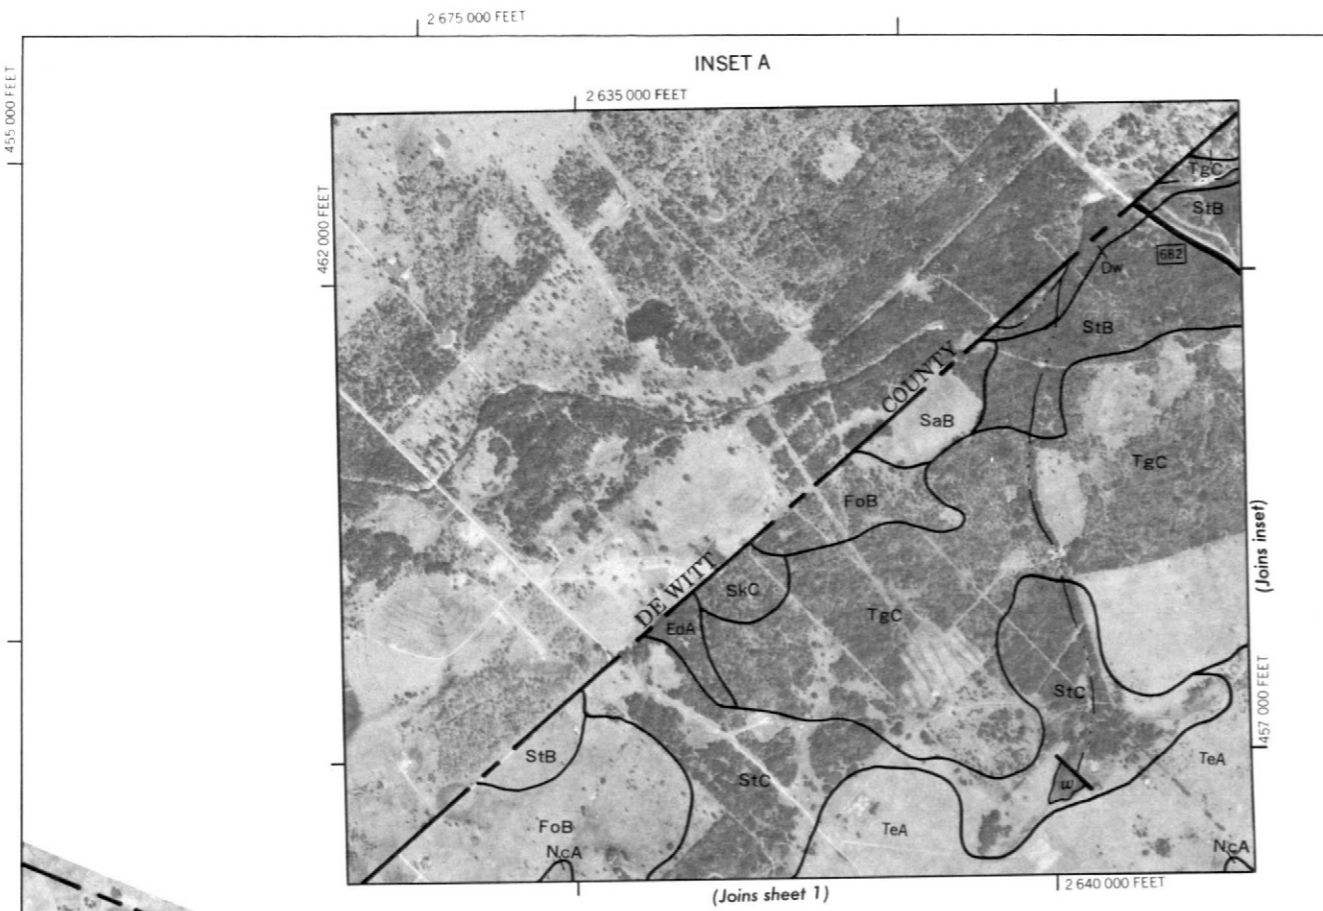 2 675 000 FEET
455 000 FEET
INSET A
2 635 000 FEET
462 000 FEET
TgC
StB
682
Dw
StB
DE WITT COUNTY
SaB
TgC
FoB
(Joins inset)
SkC
TgC
EdA
StC
457 000 FEET
StB
StC
TeA
w
FoB
TeA
NcA
NcA
(Joins sheet 1)
2 640 000 FEET